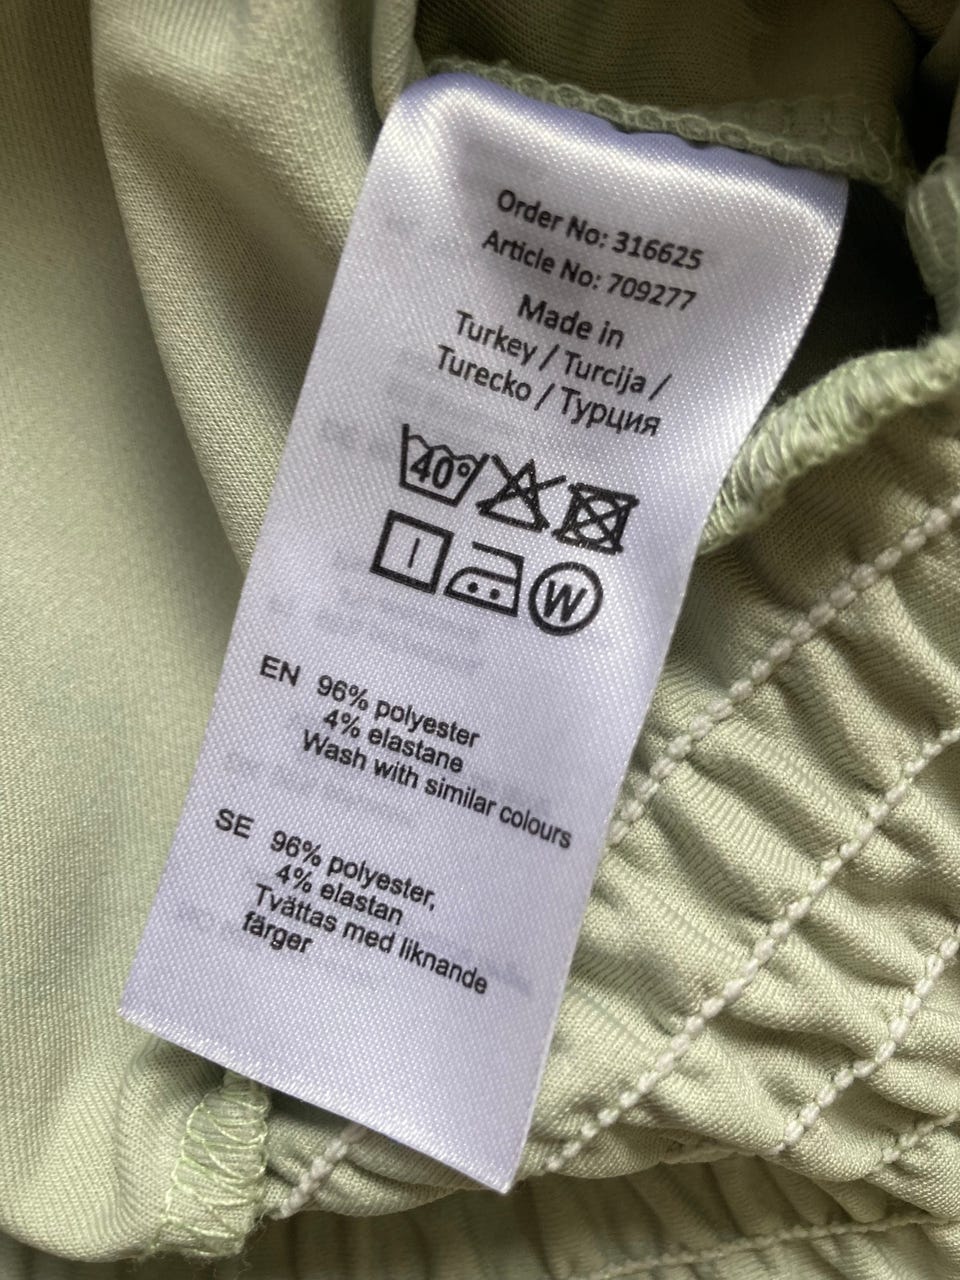 Order No: 316625
Article No: 709277
Made in
Turkey / Turcija /
Turecko / Турция
40°
W
EN 96% polyester
4% elastane
Wash with similar colours
SE 96% polyester,
4% elastan
Tvättas med liknande
färger